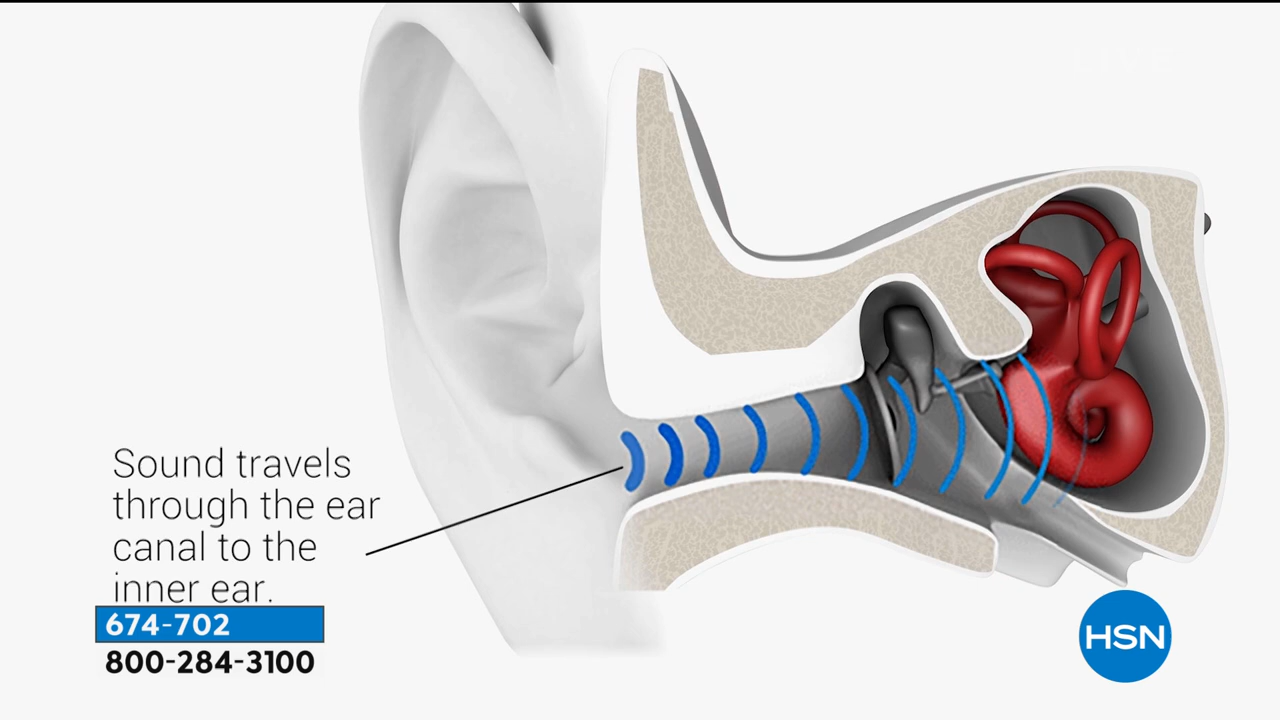 Sound travels
through the ear
canal to the
inner ear.
674-702
800-284-3100
HSN